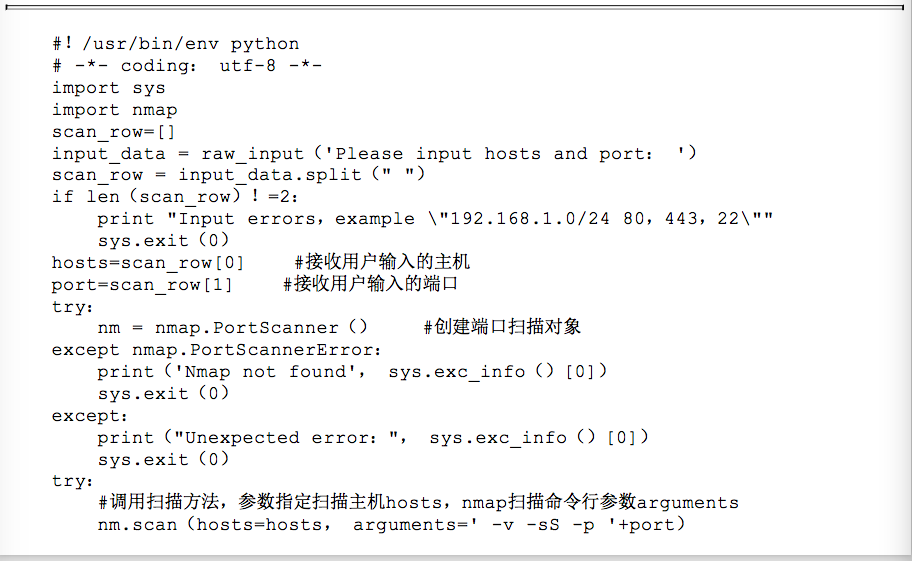 #！/usr/bin/env python
# -*- coding： utf-8 -*-
import sys
import nmap
scan_row=[]
input_data = raw_input（'Please input hosts and port： '）
scan_row = input_data.split（" "）
if len（scan_row）！=2：
    print "Input errors，example \"192.168.1.0/24 80，443，22\""
    sys.exit（0）
hosts=scan_row[0]    #接收用户输入的主机
port=scan_row[1]    #接收用户输入的端口
try：
    nm = nmap.PortScanner（）    #创建端口扫描对象
except nmap.PortScannerError：
    print（'Nmap not found'， sys.exc_info（）[0]）
    sys.exit（0）
except：
    print（"Unexpected error："， sys.exc_info（）[0]）
    sys.exit（0）
try：
    #调用扫描方法，参数指定扫描主机hosts，nmap扫描命令行参数arguments
    nm.scan（hosts=hosts， arguments=' -v -sS -p '+port）